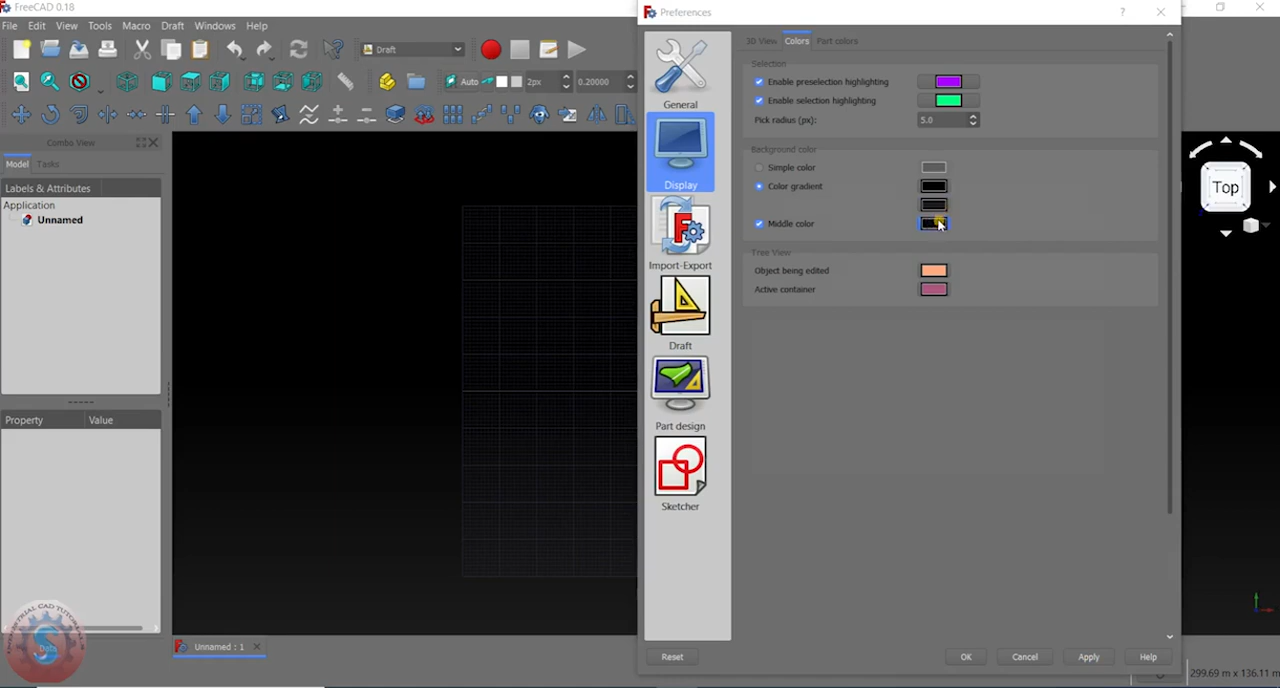 FreeCAD 0.18
File Edit View Tools Macro Draft Windows Help
Draft
Auto
2px
0.20000
Combo View
Model Tasks
Labels & Attributes
Application
Unnamed
Property Value
INDUSTRIAL CAD TUTORIALS
Unnamed : 1
Preferences
?
General
Display
Import-Export
Draft
Part design
Sketcher
3D View Colors Part colors
Selection
Enable preselection highlighting
Enable selection highlighting
Pick radius (px): 5.0
Background color
Simple color
Color gradient
Middle color
Tree View
Object being edited
Active container
Reset OK Cancel Apply Help
Top
299.69 m x 136.11 m